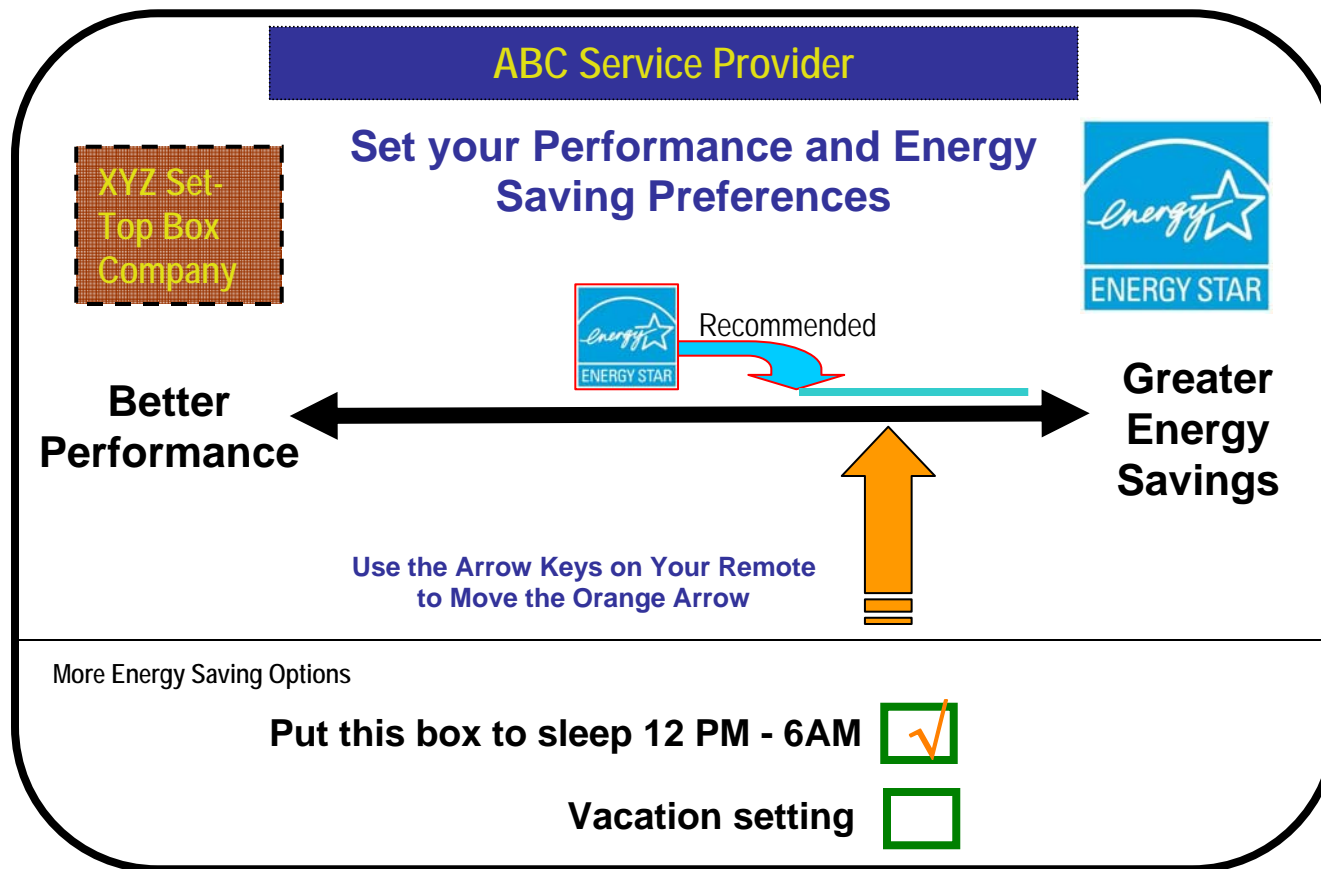 ABC Service Provider
Set your Performance and Energy
Saving Preferences
XYZ Set-
Top Box
Company
energy
ENERGY STAR
energy
ENERGY STAR
Recommended
Better
Performance
Greater
Energy
Savings
Use the Arrow Keys on Your Remote
to Move the Orange Arrow
More Energy Saving Options
Put this box to sleep 12 PM - 6AM √
Vacation setting